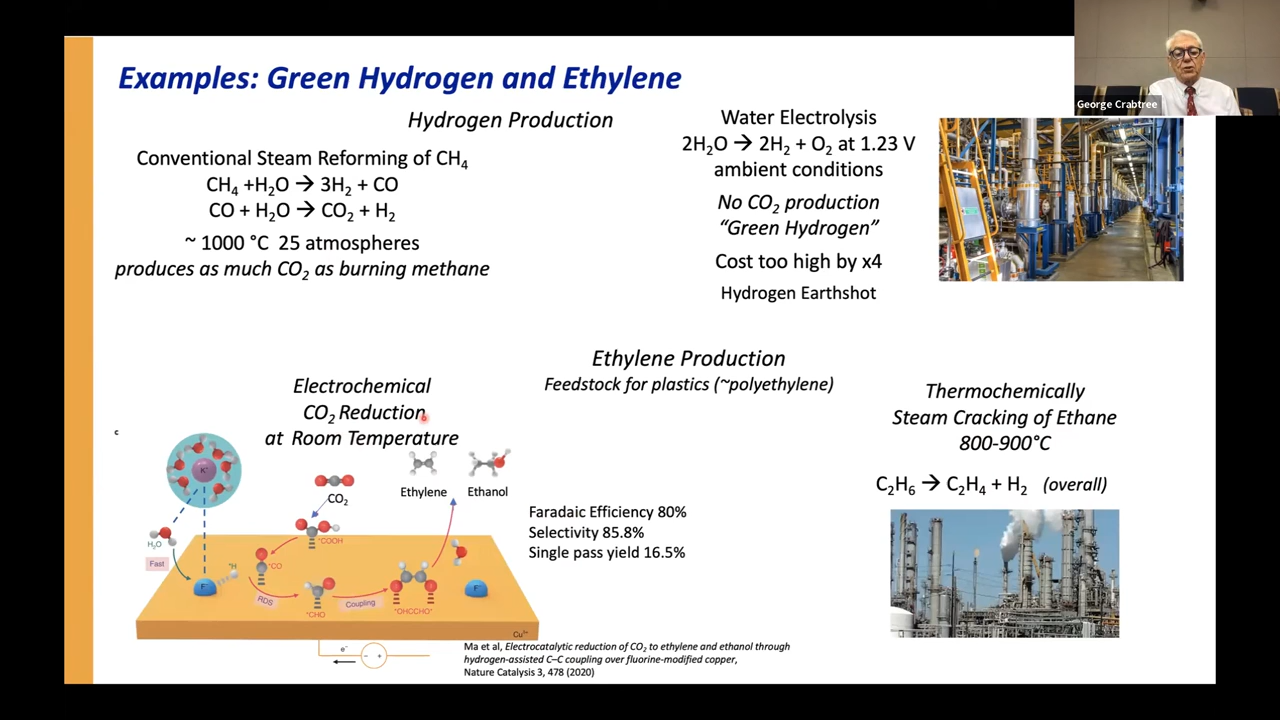 Examples: Green Hydrogen and Ethylene
George Crabtree
Hydrogen Production
Conventional Steam Reforming of CH₄
CH₄ +H₂O → 3H₂ + CO
CO + H₂O → CO₂ + H₂
~ 1000 °C 25 atmospheres
produces as much CO₂ as burning methane
Water Electrolysis
2H₂O → 2H₂ + O₂ at 1.23 V
ambient conditions
No CO₂ production
“Green Hydrogen”
Cost too high by x4
Hydrogen Earthshot
Ethylene Production
Feedstock for plastics (~polyethylene)
Electrochemical
CO₂ Reduction
at Room Temperature
c
K⁺
H₂O
Fast
F⁻
*H
CO₂
*COOH
*CO
RDS
*CHO
Coupling
*OHCCHO*
Ethylene
Ethanol
F⁻
Cuᵟ⁺
e⁻
− +
Faradaic Efficiency 80%
Selectivity 85.8%
Single pass yield 16.5%
Ma et al, Electrocatalytic reduction of CO₂ to ethylene and ethanol through
hydrogen-assisted C–C coupling over fluorine-modified copper,
Nature Catalysis 3, 478 (2020)
Thermochemically
Steam Cracking of Ethane
800-900°C
C₂H₆ → C₂H₄ + H₂ (overall)